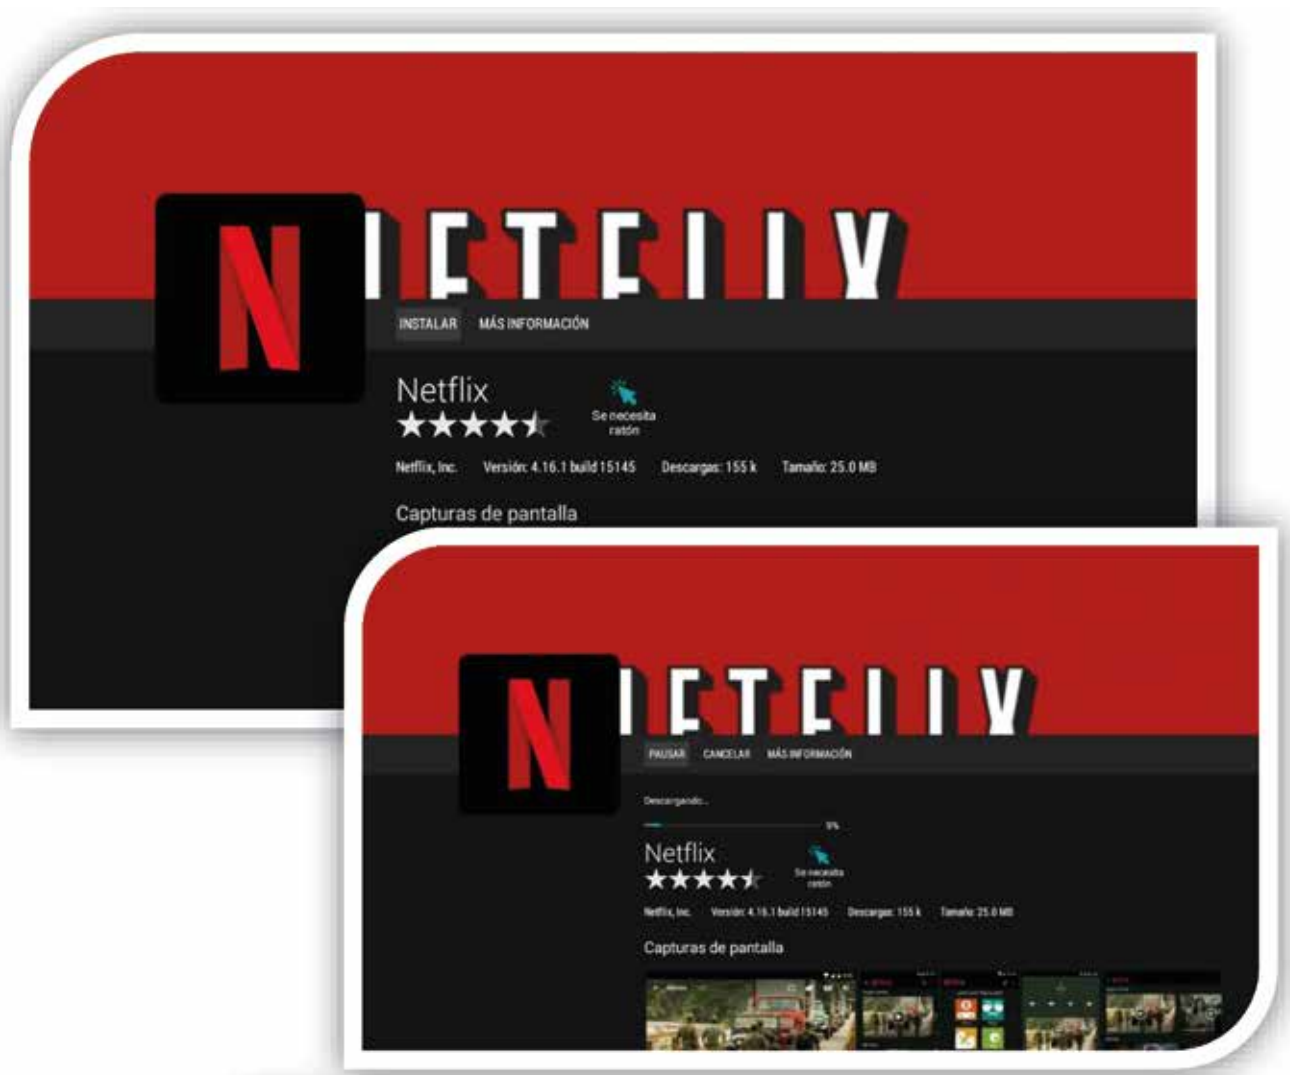 NETFLIX
N
INSTALAR MÁS INFORMACIÓN
Netflix
Se necesita
ratón
Netflix, Inc. Versión: 4.16.1 build 15145 Descargas: 155 k Tamaño: 25.0 MB
Capturas de pantalla
NETFLIX
N
PAUSAR CANCELAR MÁS INFORMACIÓN
Descargando...
Netflix
Se necesita
ratón
Netflix, Inc. Versión: 4.16.1 build 15145 Descargas: 155 k Tamaño: 25.0 MB
Capturas de pantalla